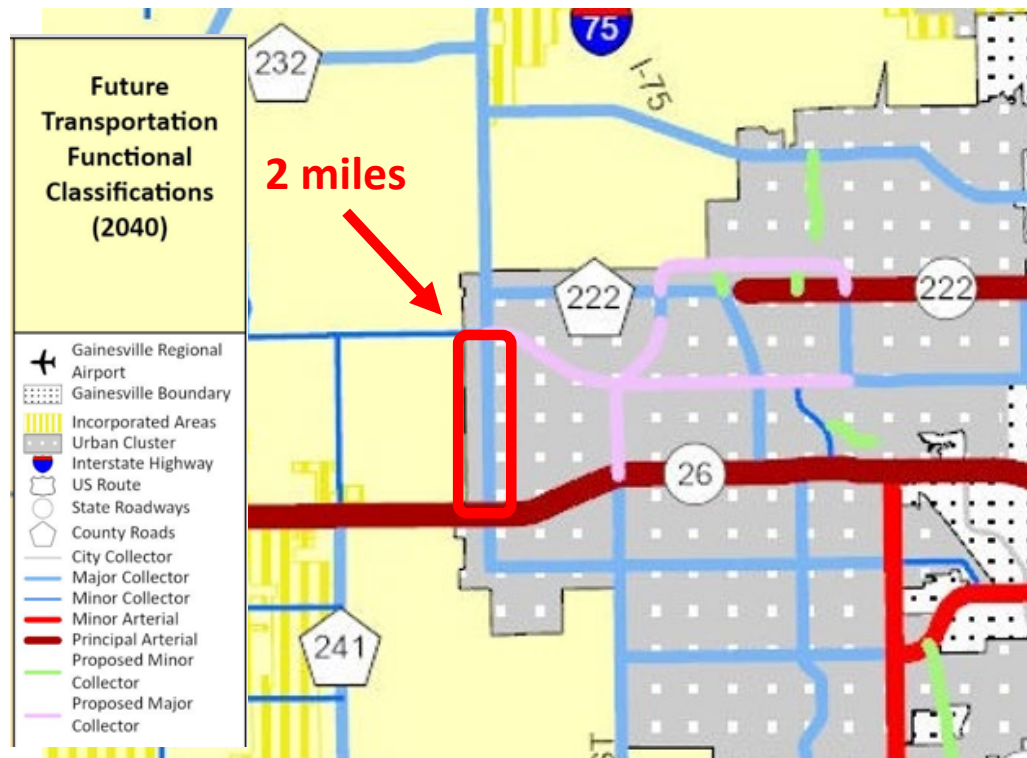 Future
Transportation
Functional
Classifications
(2040)
Gainesville Regional
Airport
Gainesville Boundary
Incorporated Areas
Urban Cluster
Interstate Highway
US Route
State Roadways
County Roads
City Collector
Major Collector
Minor Collector
Minor Arterial
Principal Arterial
Proposed Minor
Collector
Proposed Major
Collector
232
75
I-75
2 miles
222
222
26
241